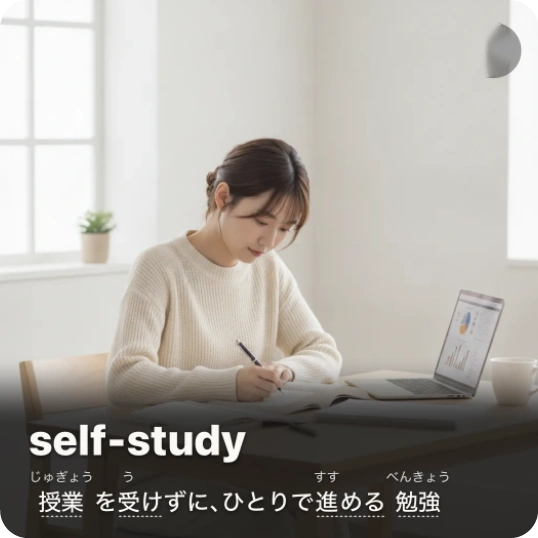 self-study
じゅぎょう う すす べんきょう
授業 を受けずに、ひとりで進める 勉強